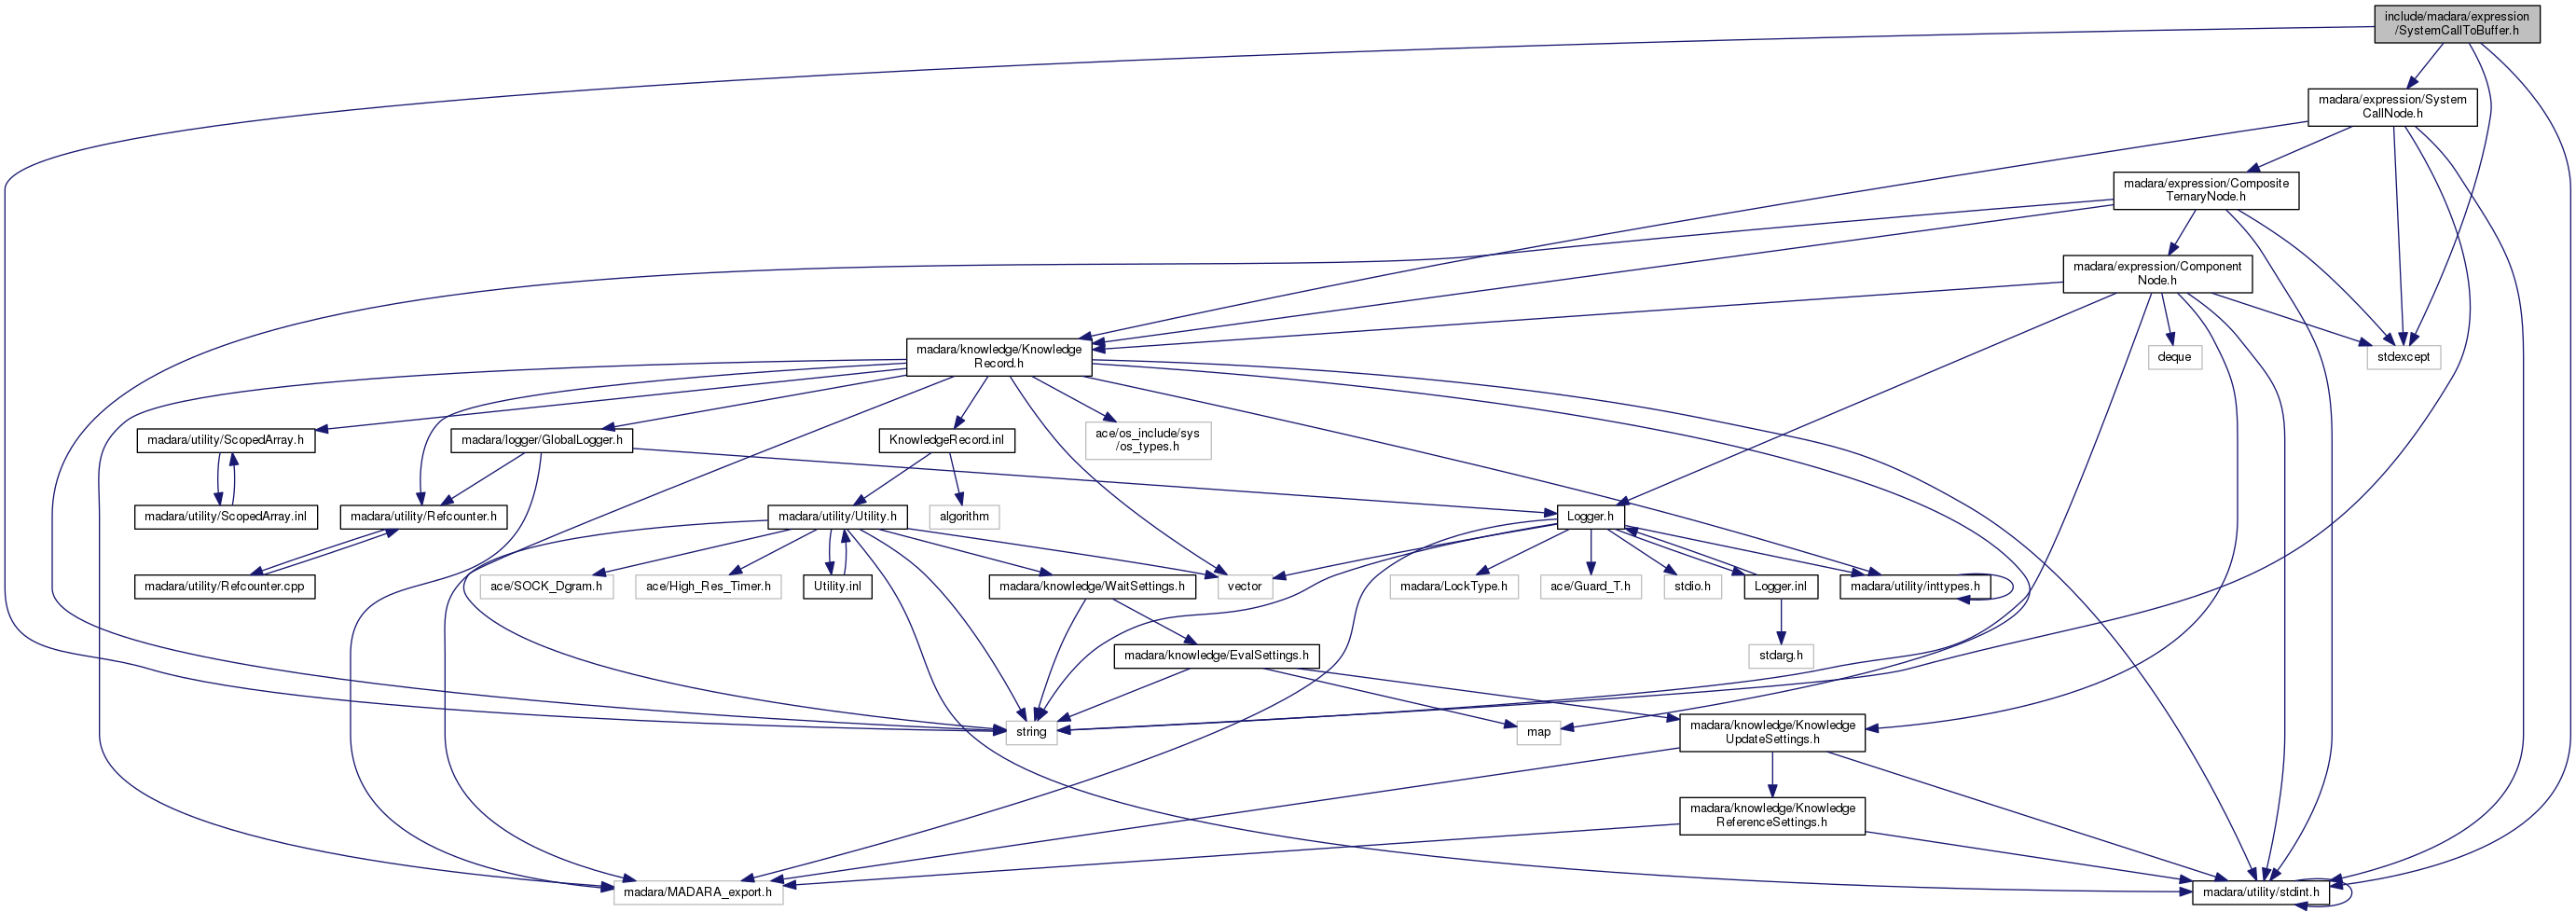 include/madara/expression
/SystemCallToBuffer.h
madara/expression/System
CallNode.h
madara/expression/Composite
TernaryNode.h
madara/expression/Component
Node.h
madara/knowledge/Knowledge
Record.h
deque
stdexcept
madara/utility/ScopedArray.h
madara/logger/GlobalLogger.h
KnowledgeRecord.inl
ace/os_include/sys
/os_types.h
madara/utility/ScopedArray.inl
madara/utility/Refcounter.h
madara/utility/Utility.h
algorithm
Logger.h
madara/utility/Refcounter.cpp
ace/SOCK_Dgram.h
ace/High_Res_Timer.h
Utility.inl
madara/knowledge/WaitSettings.h
vector
madara/LockType.h
ace/Guard_T.h
stdio.h
Logger.inl
madara/utility/inttypes.h
madara/knowledge/EvalSettings.h
stdarg.h
string
map
madara/knowledge/Knowledge
UpdateSettings.h
madara/knowledge/Knowledge
ReferenceSettings.h
madara/MADARA_export.h
madara/utility/stdint.h